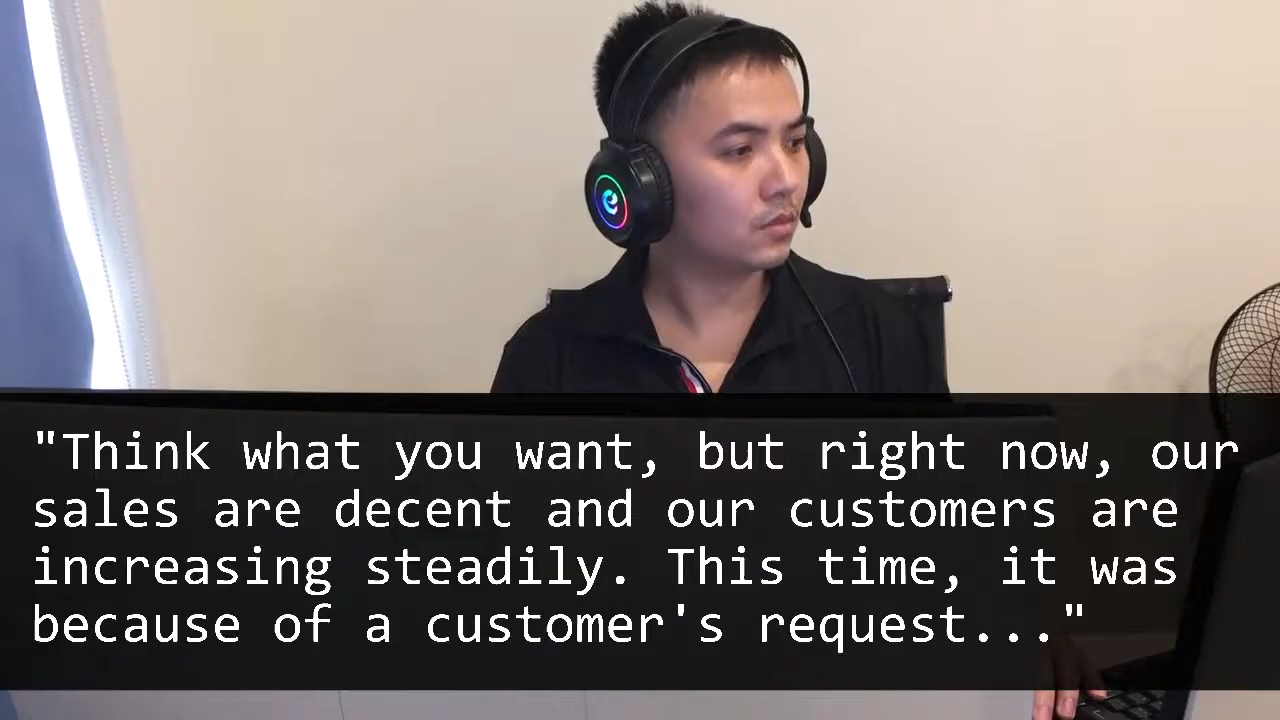 "Think what you want, but right now, our
sales are decent and our customers are
increasing steadily. This time, it was
because of a customer's request..."